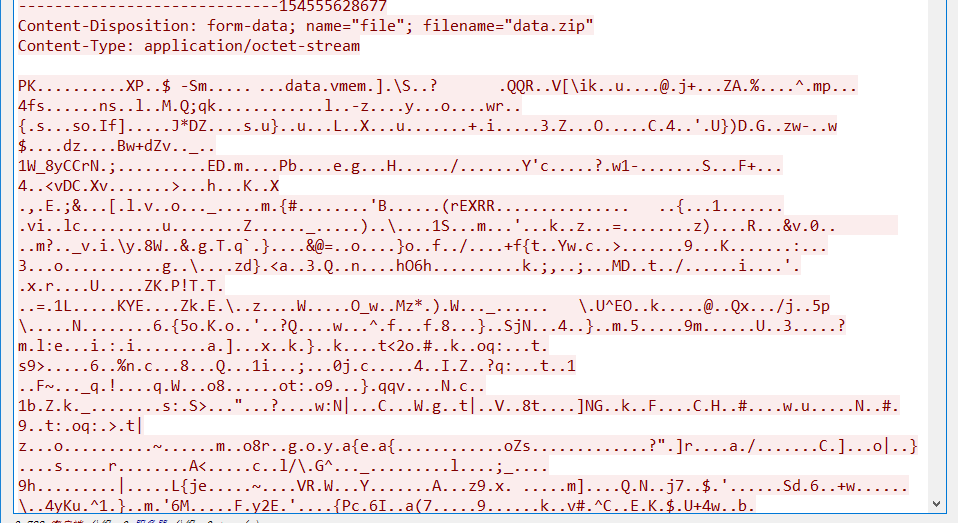 -----------------------------154555628677
Content-Disposition: form-data; name="file"; filename="data.zip"
Content-Type: application/octet-stream
PK..........XP..$ -Sm..... ...data.vmem.].\S..?      .QQR..V[\ik..u....@.j+...ZA.%....^.mp...
4fs......ns..l..M.Q;qk............l..-z....y...o....wr..
{.s...so.If].....J*DZ....s.u}..u...L..X...u.......+.i.....3.Z...O.....C.4..'.U})D.G..zw-..w
$....dz....Bw+dZv.._..
1W_8yCCrN.;..........ED.m....Pb....e.g...H....../.......Y'c.....?.w1-.......S...F+...
4..<vDC.Xv.......>...h...K..X
.,.E.;&...[.l.v..o..._.....m.{#........'B......(rEXRR...............   ..{...1.......
.vi..lc.........u........Z......_....)..\....1S...m...'...k...z...=........z)....R...&v.0..
..m?.._v.i.\y.8W..&.g.T.q`.}....&@=..o....}o..f../....+f{t..Yw.c..>.......9...K.......:...
3...o...........g..\....zd}.<a..3.Q..n....hO6h..........k.;,..;...MD..t../......i....'.
.x.r....U.....ZK.P!T.T.
..=.1L.....KYE....Zk.E.\..z....W.....O_w..Mz*.).W..._......   \.U^EO..k.....@..Qx.../j..5p
\.....N........6.{5o.K.o..'..?Q....w...^.f...f.8...}..SjN...4..}..m.5.....9m......U..3.....?
m.l:e...i.:.i........a.]...x..k.}..k....t<2o.#..k..oq:...t.
s9>.....6..%n.c...8...Q...1i...;...0j.c.....4..I.Z..?q:...t..1
..F~..._q.!....q.W...o8......ot:.o9...}.qqv....N.c..
1b.Z.k._........s:.S>..."...?....w:N|...C...W.g..t|..V..8t....]NG..k..F....C.H..#....w.u.....N..#.
9..t:.oq:.>.t|
z...o..........~......m..o8r..g.o.y.a{e.a{............oZs.............?".]r....a./.......C.]...o|..}
....s.....r........A<.....c..l/\.G^..._.........l....;_....
9h.........|.....L{je.....~....VR.W...Y.......A...z9.x.   .....m]....Q.N..j7..$.'......Sd.6..+w......
\..4yKu.^1.}..m.'6M.....F.y2E.'....{Pc.6I..a(7.....9......k..v#.^C..E.K.$.U+4w..b.